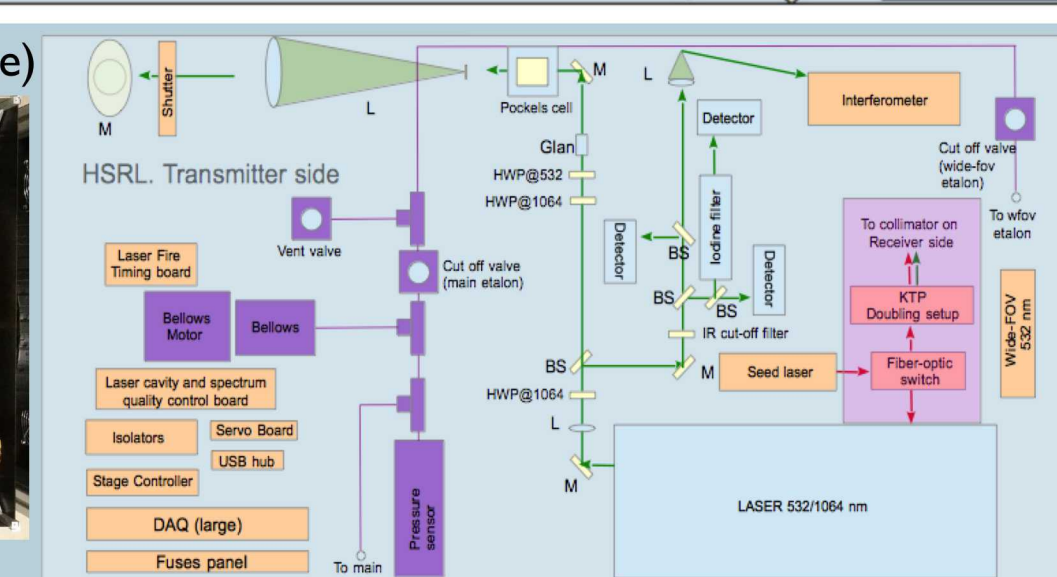 e)
M
Shutter
L
Pockels cell
M
L
Interferometer
Detector
Cut off valve
(wide-fov
etalon)
HSRL. Transmitter side
Glan
HWP@532
HWP@1064
Iodine filter
To collimator on
Receiver side
To wfov
etalon
Vent valve
Detector
BS
Detector
Laser Fire
Timing board
Cut off valve
(main etalon)
BS
BS
KTP
Doubling setup
Wide-FOV
532 nm
Bellows
Motor
Bellows
IR cut-off filter
BS
M
Seed laser
Fiber-optic
switch
Laser cavity and spectrum
quality control board
HWP@1064
Isolators
Servo Board
L
USB hub
Stage Controller
M
Pressure
sensor
LASER 532/1064 nm
DAQ (large)
Fuses panel
To main